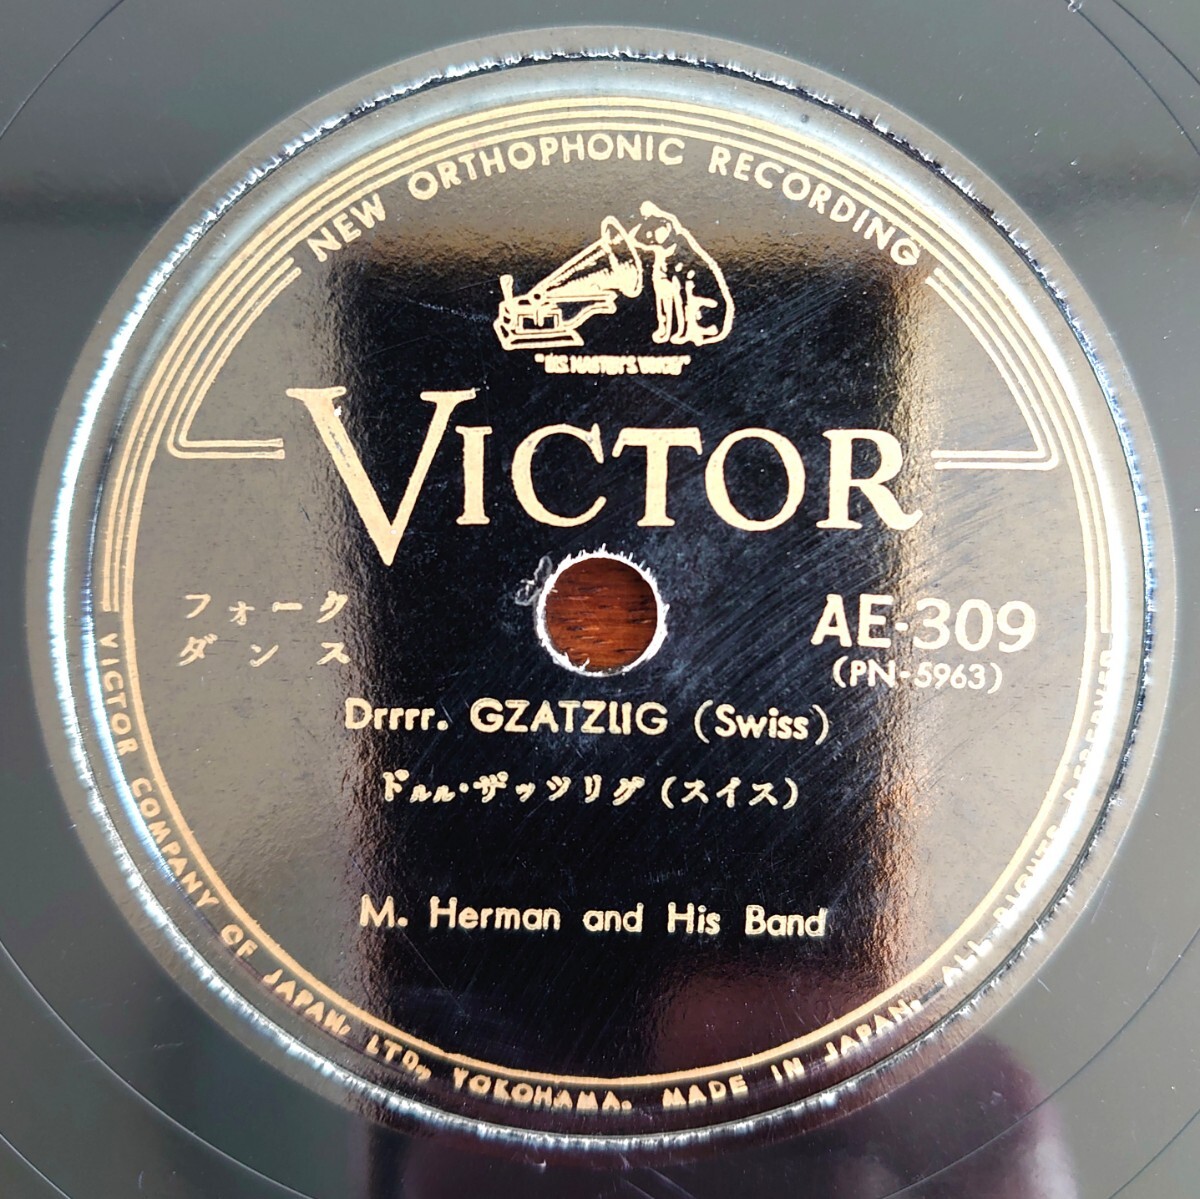 NEW ORTHOPHONIC RECORDING
"HIS MASTER'S VOICE"
VICTOR
フォーク
ダンス
AE-309
(PN-5963)
Drrrr. GZATZLIG (Swiss)
ドルル・ザッツリグ (スイス)
M. Herman and His Band
VICTOR COMPANY OF JAPAN, LTD., YOKOHAMA. MADE IN JAPAN. ALL RIGHTS RESERVED